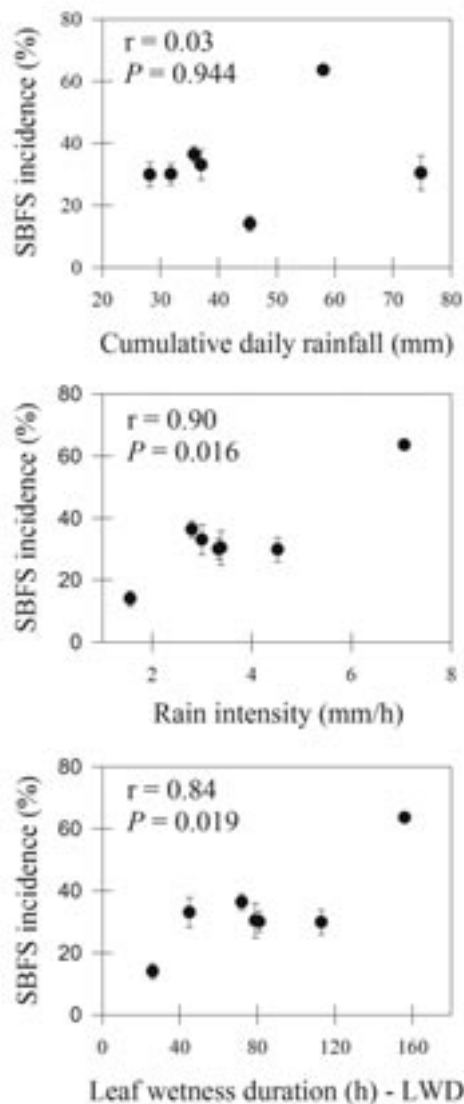 80
60
40
20
0
SBFS incidence (%)
r = 0.03
P = 0.944
20 30 40 50 60 70 80
Cumulative daily rainfall (mm)
80
60
40
20
0
SBFS incidence (%)
r = 0.90
P = 0.016
2 4 6 8
Rain intensity (mm/h)
80
60
40
20
0
SBFS incidence (%)
r = 0.84
P = 0.019
0 40 80 120 160
Leaf wetness duration (h) - LWD